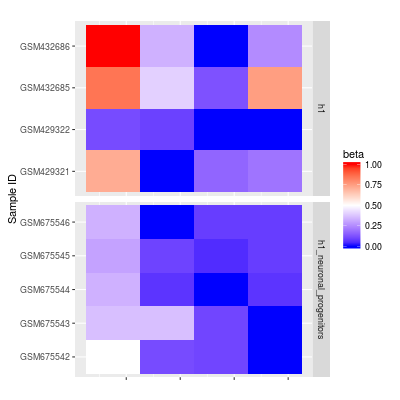 GSM432686
GSM432685
GSM429322
GSM429321
h1
GSM675546
GSM675545
GSM675544
GSM675543
GSM675542
h1_neuronal_progenitors
Sample ID
beta
1.00
0.75
0.50
0.25
0.00